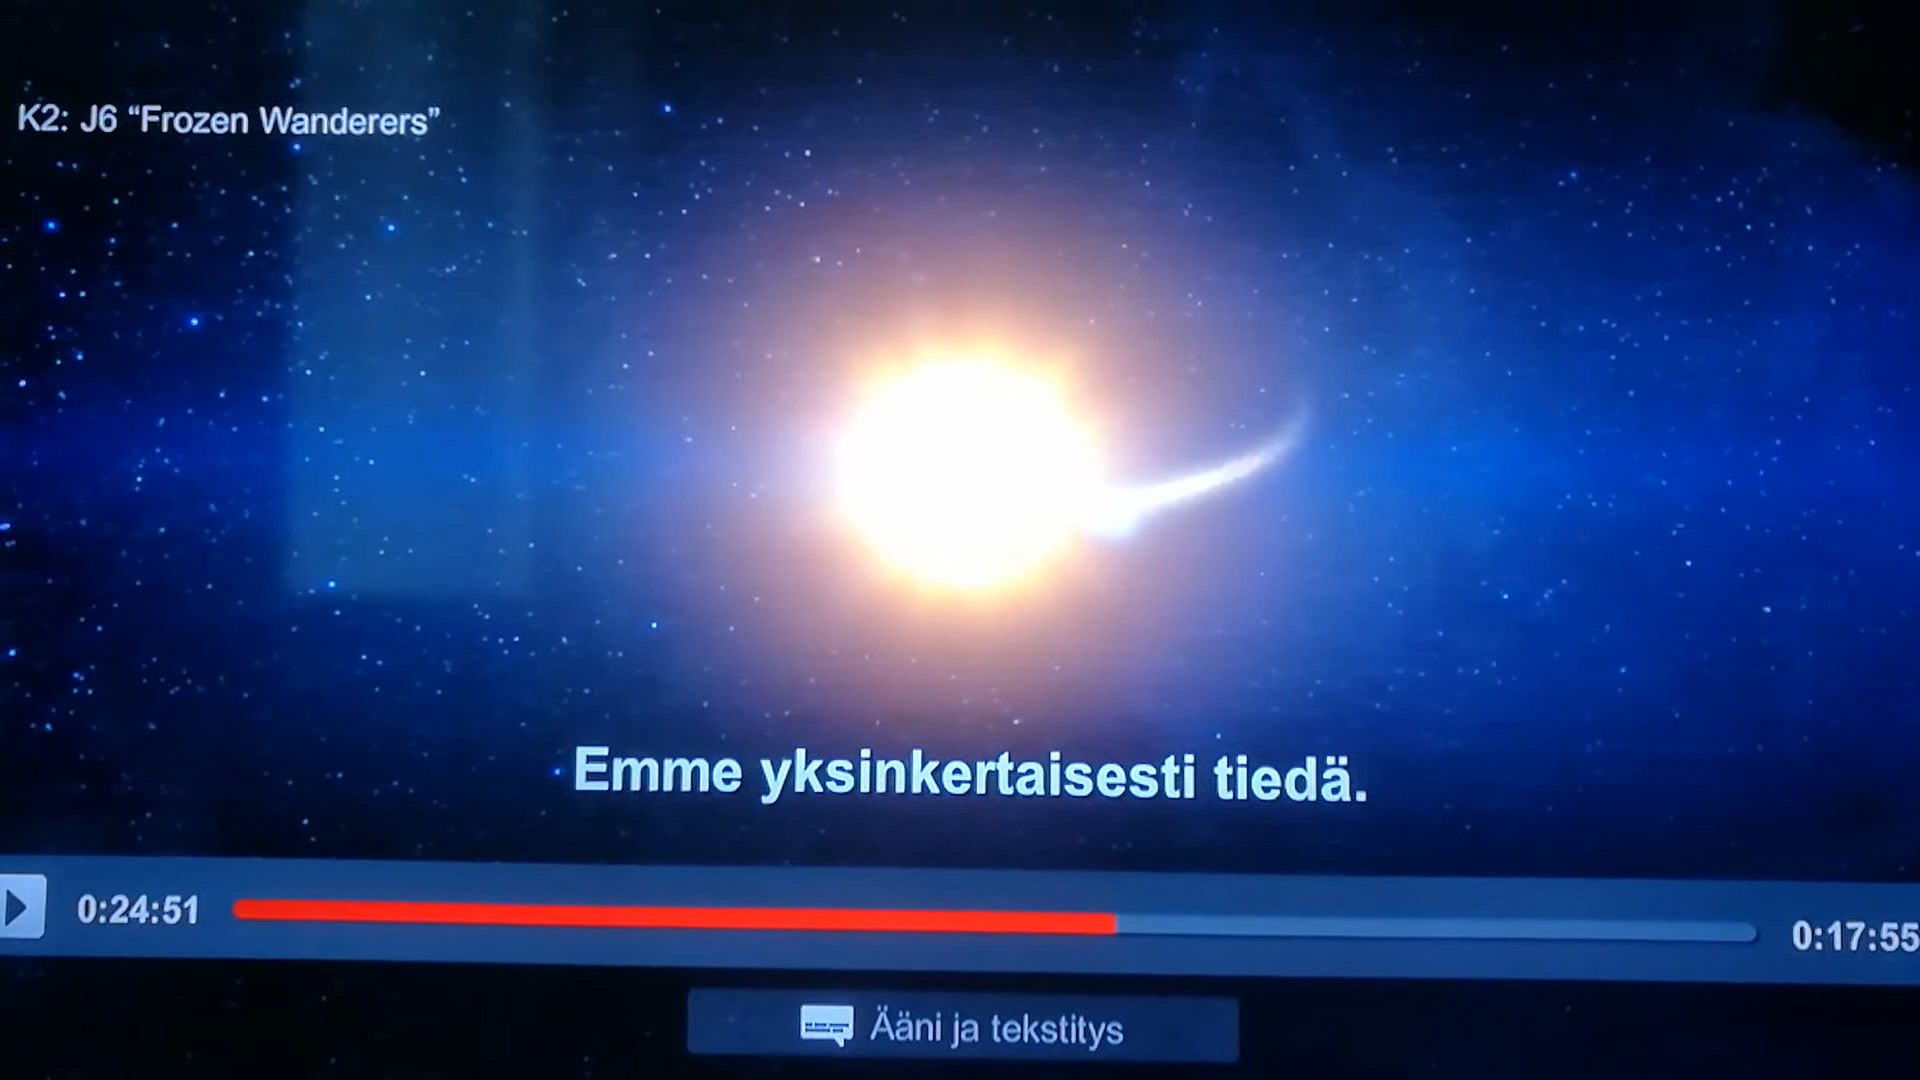 K2: J6 “Frozen Wanderers”
Emme yksinkertaisesti tiedä.
0:24:51
0:17:55
Ääni ja tekstitys